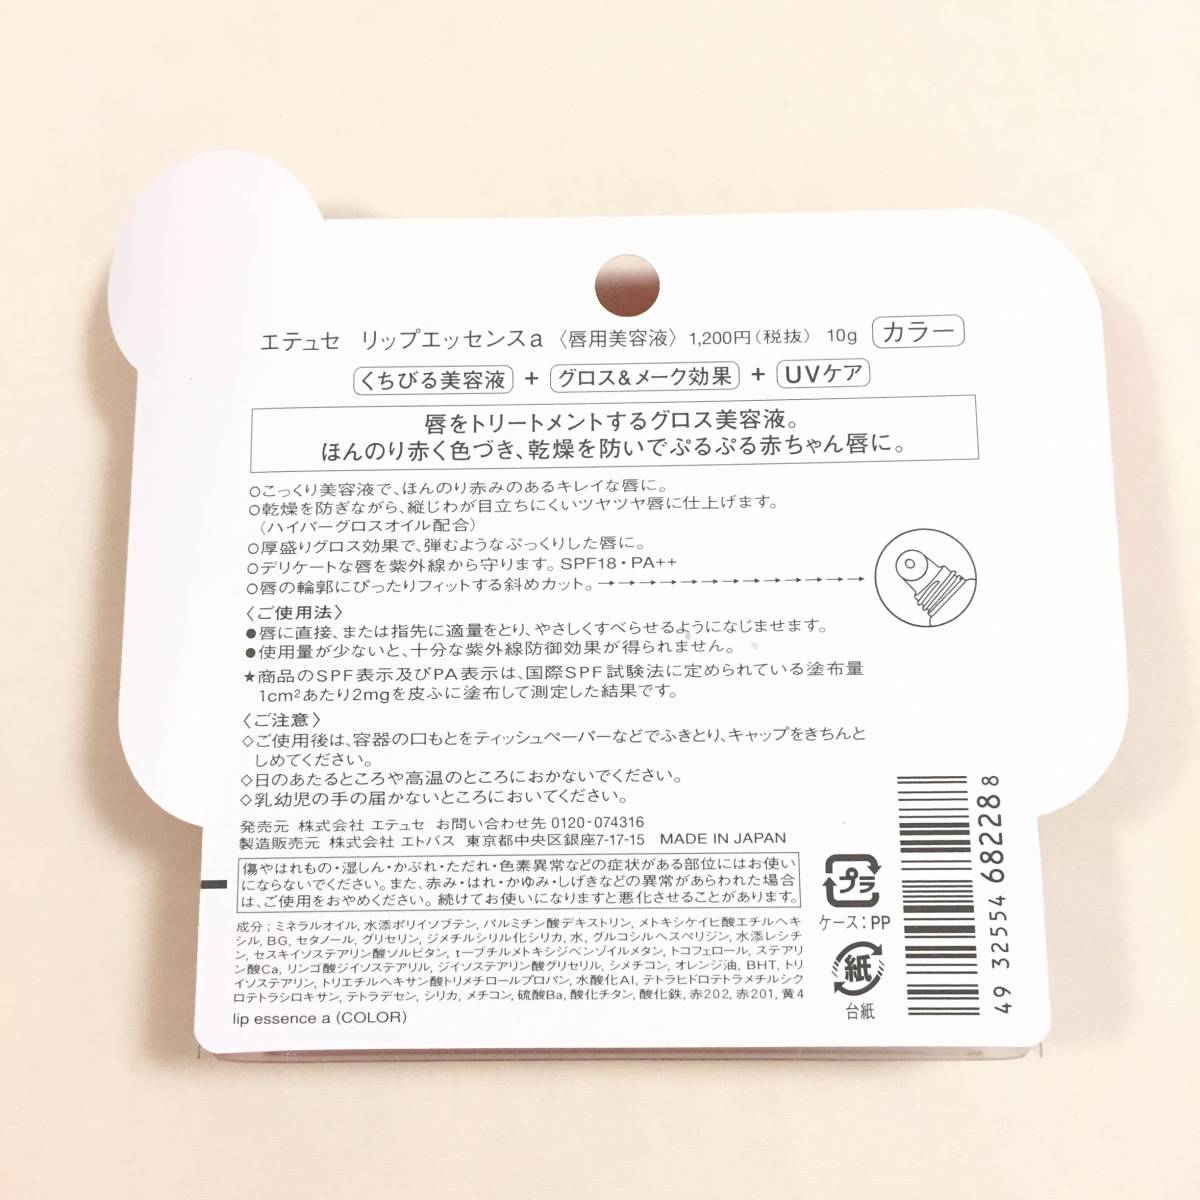 エテュセ リップエッセンスa 〈唇用美容液〉 1,200円(税抜) 10g カラー
くちびる美容液 + グロス&メーク効果 + UVケア
唇をトリートメントするグロス美容液。
ほんのり赤く色づき、乾燥を防いでぷるぷる赤ちゃん唇に。
○こっくり美容液で、ほんのり赤みのあるキレイな唇に。
○乾燥を防ぎながら、縦じわが目立ちにくいツヤツヤ唇に仕上げます。
(ハイパーグロスオイル配合)
○厚盛りグロス効果で、弾むようなぷっくりした唇に。
○デリケートな唇を紫外線から守ります。SPF18・PA++
○唇の輪郭にぴったりフィットする斜めカット。→→→→→→→→→→→→→→
〈ご使用法〉
●唇に直接、または指先に適量をとり、やさしくすべらせるようになじませます。
●使用量が少ないと、十分な紫外線防御効果が得られません。
★商品のSPF表示及びPA表示は、国際SPF試験法に定められている塗布量
1cm²あたり2mgを皮ふに塗布して測定した結果です。
〈ご注意〉
◇ご使用後は、容器の口もとをティッシュペーパーなどでふきとり、キャップをきちんと
しめてください。
◇日のあたるところや高温のところにおかないでください。
◇乳幼児の手の届かないところにおいてください。
発売元 株式会社 エテュセ お問い合わせ先 0120-074316
製造販売元 株式会社 エトバス 東京都中央区銀座7-17-15 MADE IN JAPAN
傷やはれもの・湿しん・かぶれ・ただれ・色素異常などの症状がある部位にはお使い
にならないでください。また、赤み・はれ・かゆみ・しげきなどの異常があらわれた場合
は、ご使用をおやめください。続けてお使いになりますと悪化させることがあります。
成分;ミネラルオイル, 水添ポリイソブテン, パルミチン酸デキストリン, メトキシケイヒ酸エチルヘキ
シル, BG, セタノール, グリセリン, ジメチルシリル化シリカ, 水, グルコシルヘスペリジン, 水添レシチ
ン, セスキイソステアリン酸ソルビタン, t-ブチルメトキシジベンゾイルメタン, トコフェロール, ステアリ
ン酸Ca, リンゴ酸ジイソステアリル, ジイソステアリン酸グリセリル, シメチコン, オレンジ油, BHT, トリ
イソステアリン, トリエチルヘキサン酸トリメチロールプロパン, 水酸化Al, テトラヒドロテトラメチルシク
ロテトラシロキサン, テトラデセン, シリカ, メチコン, 硫酸Ba, 酸化チタン, 酸化鉄, 赤202, 赤201, 黄4
lip essence a (COLOR)
プラ
ケース:PP
紙
台紙
49 32554 68228 8